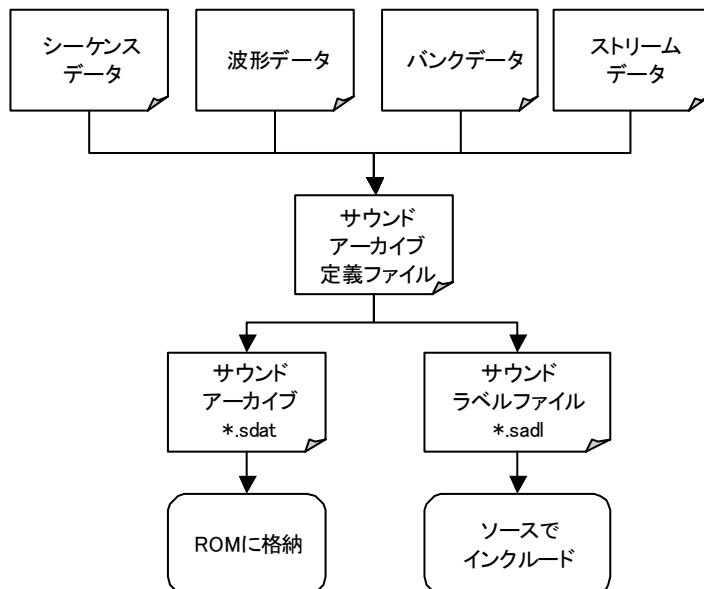 シーケンス
データ
波形データ
バンクデータ
ストリーム
データ
サウンド
アーカイブ
定義ファイル
サウンド
アーカイブ
*.sdat
サウンド
ラベルファイル
*.sadl
ROMに格納
ソースで
インクルード